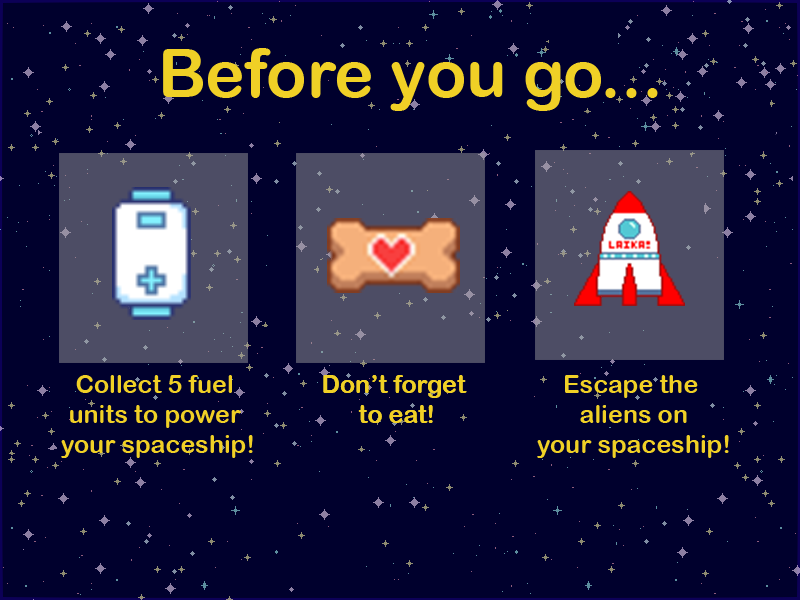 Before you go...
LAIKA!
Collect 5 fuel
units to power
your spaceship!
Don't forget
to eat!
Escape the
aliens on
your spaceship!